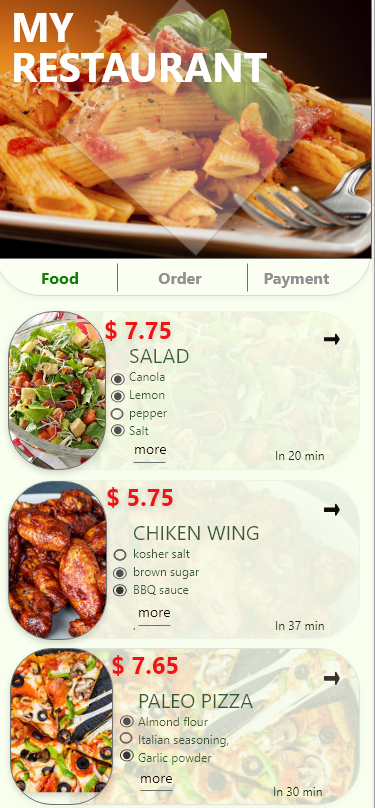 MY
RESTAURANT
Food Order Payment
$ 7.75
SALAD
Canola
Lemon
pepper
Salt
more
In 20 min
$ 5.75
CHIKEN WING
kosher salt
brown sugar
BBQ sauce
more
.
In 37 min
$ 7.65
PALEO PIZZA
Almond flour
Italian seasoning,
Garlic powder
more
In 30 min